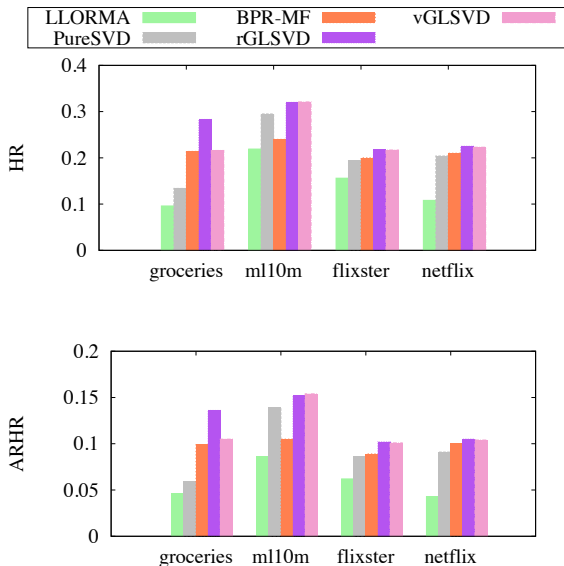 LLORMA BPR-MF vGLSVD
PureSVD rGLSVD
0.4
0.3
0.2
0.1
0
HR
groceries ml10m flixster netflix
0.2
0.15
0.1
0.05
0
ARHR
groceries ml10m flixster netflix